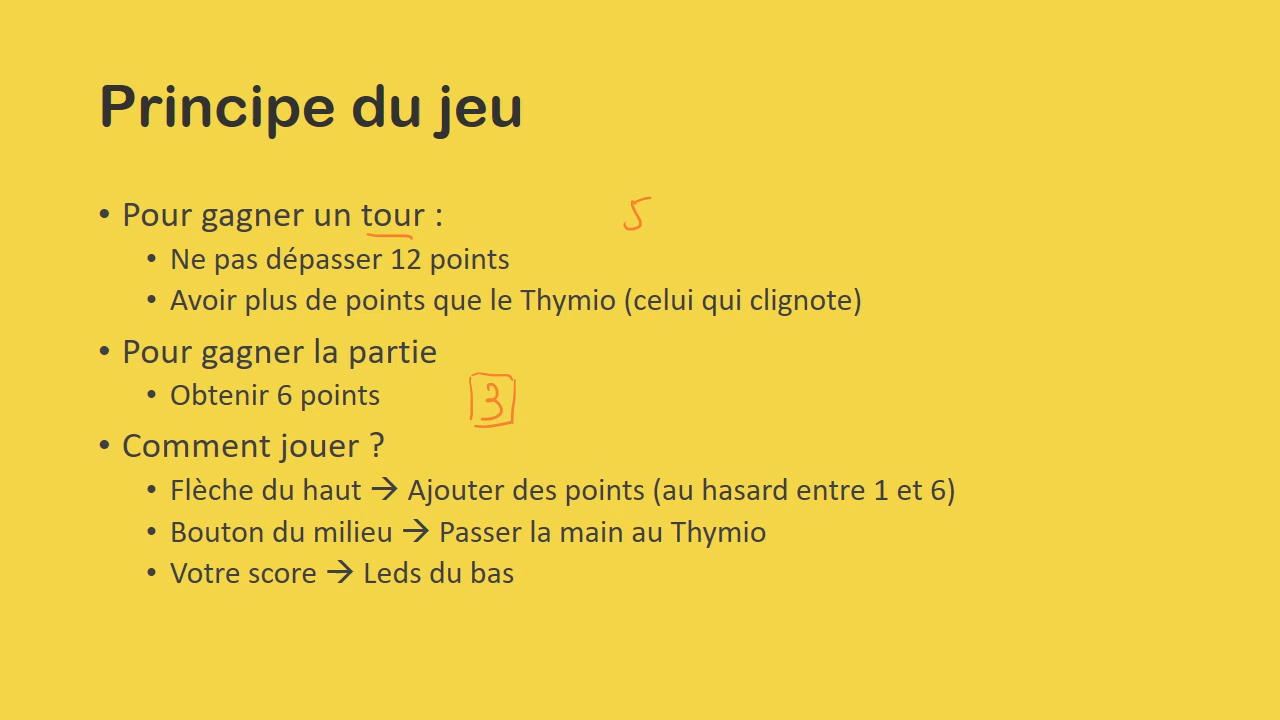 Principe du jeu
• Pour gagner un tour : 5
• Ne pas dépasser 12 points
• Avoir plus de points que le Thymio (celui qui clignote)
• Pour gagner la partie
• Obtenir 6 points 3
• Comment jouer ?
• Flèche du haut → Ajouter des points (au hasard entre 1 et 6)
• Bouton du milieu → Passer la main au Thymio
• Votre score → Leds du bas